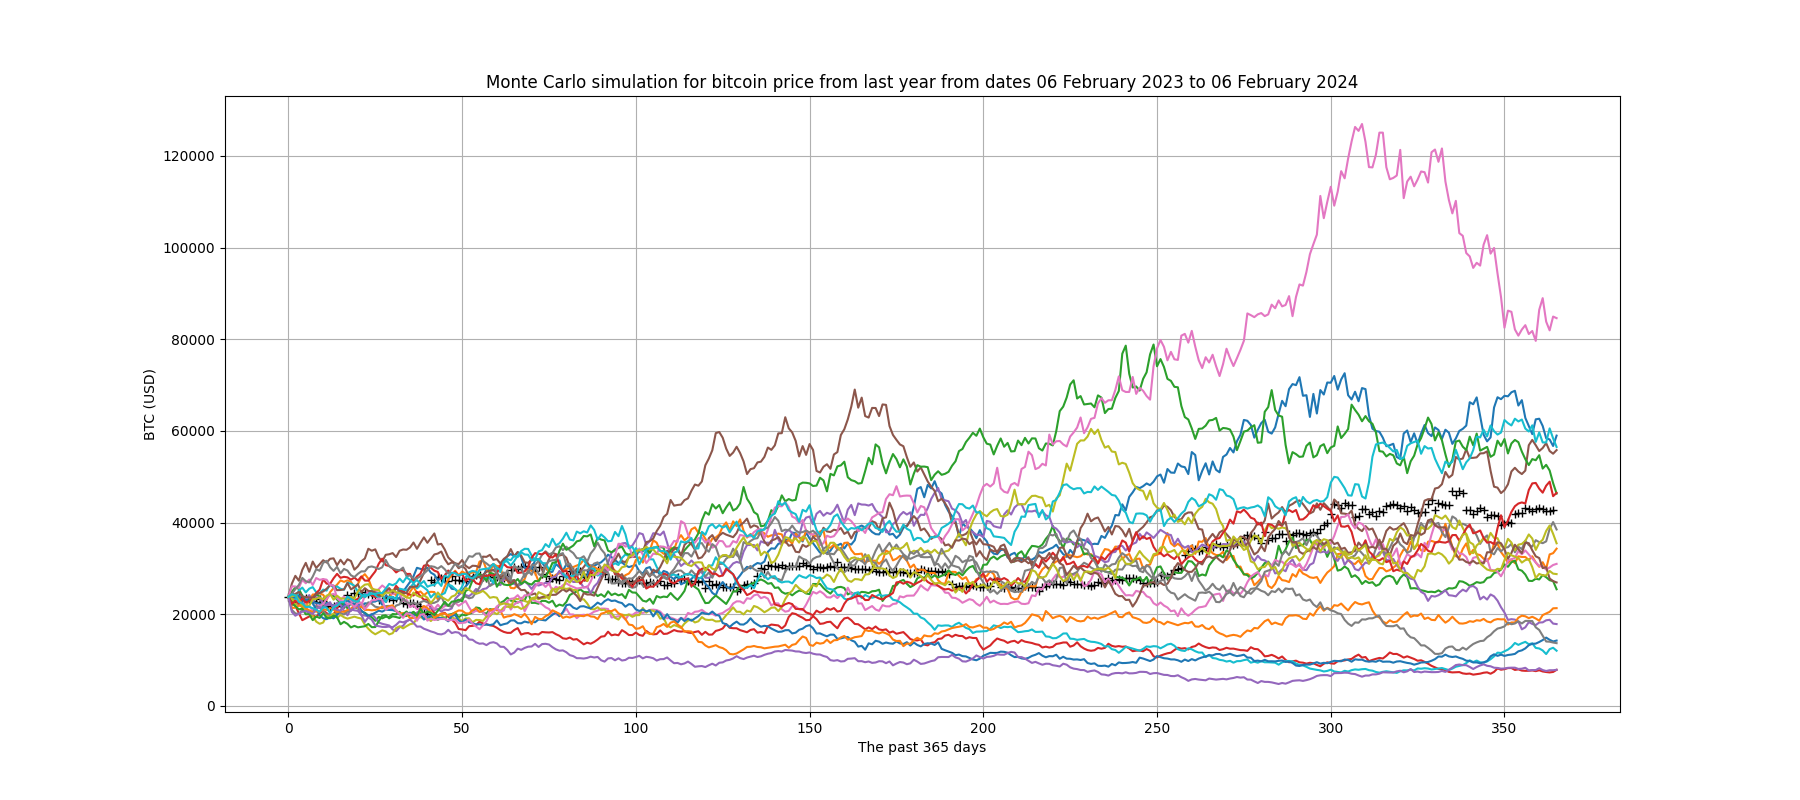 Monte Carlo simulation for bitcoin price from last year from dates 06 February 2023 to 06 February 2024
120000
100000
80000
60000
40000
20000
0
BTC (USD)
0 50 100 150 200 250 300 350
The past 365 days